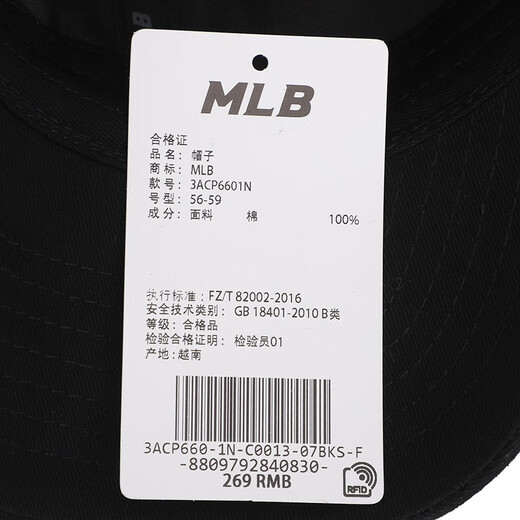 MLB
合格证
品名：帽子
商标：MLB
款号：3ACP6601N
号型：56-59
成分：面料 棉 100%
执行标准：FZ/T 82002-2016
安全技术类别： GB 18401-2010 B类
等级：合格品
检验合格证明：检验员01
产地:越南
3ACP660-1N-C0013-07BKS-F
-8809792840830-
269 RMB
RFID